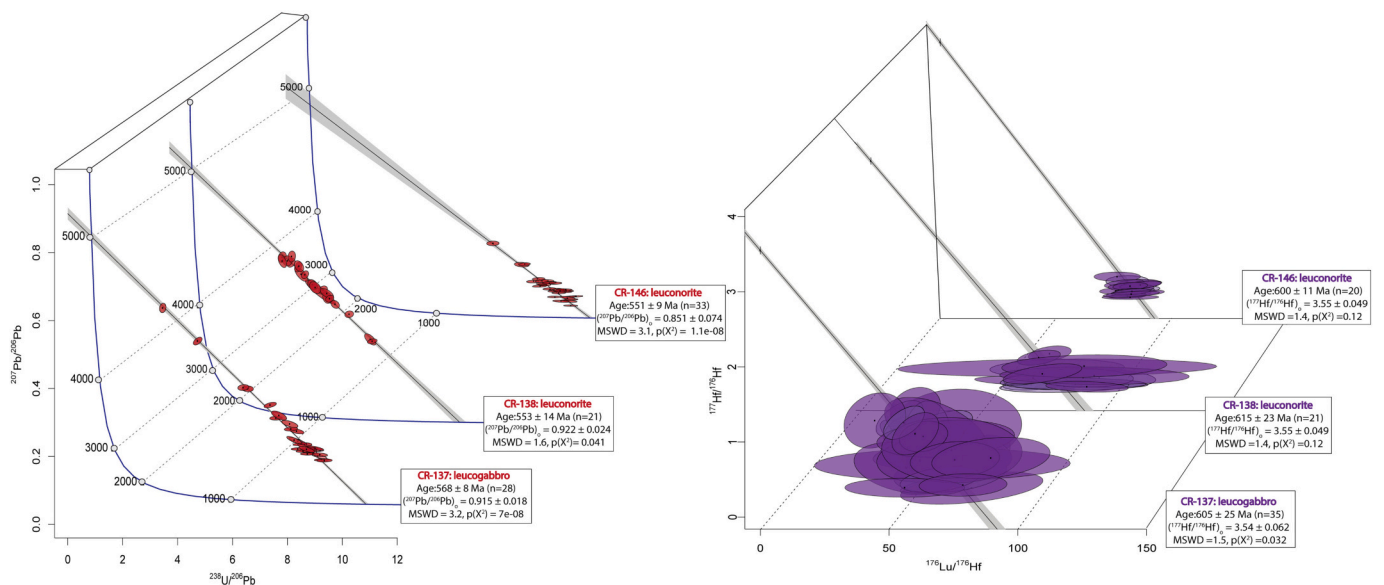 5000
5000
5000
4000
4000
4000
3000
3000
3000
2000
2000
2000
1000
1000
1000
1.0
0.8
0.6
0.4
0.2
0.0
²⁰⁷Pb/²⁰⁶Pb
0 2 4 6 8 10 12
²³⁸U/²⁰⁶Pb
CR-146: leuconorite
Age:551 ± 9 Ma (n=33)
(²⁰⁷Pb/²⁰⁶Pb)ₒ = 0.851 ± 0.074
MSWD = 3.1, p(X²) = 1.1e-08
CR-138: leuconorite
Age:553 ± 14 Ma (n=21)
(²⁰⁷Pb/²⁰⁶Pb)ₒ = 0.922 ± 0.024
MSWD = 1.6, p(X²) = 0.041
CR-137: leucogabbro
Age:568 ± 8 Ma (n=28)
(²⁰⁷Pb/²⁰⁶Pb)ₒ = 0.915 ± 0.018
MSWD = 3.2, p(X²) = 7e-08
4
3
2
1
0
¹⁷⁷Hf/¹⁷⁶Hf
0 50 100 150
¹⁷⁶Lu/¹⁷⁶Hf
CR-146: leuconorite
Age:600 ± 11 Ma (n=20)
(¹⁷⁷Hf/¹⁷⁶Hf)ₒ = 3.55 ± 0.049
MSWD =1.4, p(X²) =0.12
CR-138: leuconorite
Age:615 ± 23 Ma (n=21)
(¹⁷⁷Hf/¹⁷⁶Hf)ₒ = 3.55 ± 0.049
MSWD =1.4, p(X²) =0.12
CR-137: leucogabbro
Age:605 ± 25 Ma (n=35)
(¹⁷⁷Hf/¹⁷⁶Hf)ₒ = 3.54 ± 0.062
MSWD =1.5, p(X²) =0.032